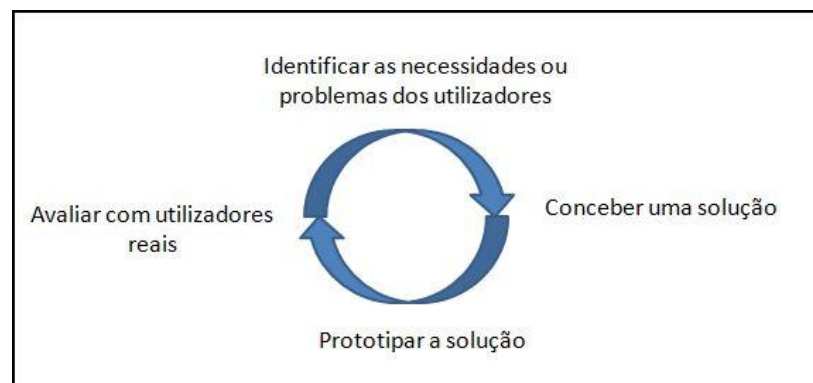 Identificar as necessidades ou
problemas dos utilizadores
Conceber uma solução
Prototipar a solução
Avaliar com utilizadores
reais